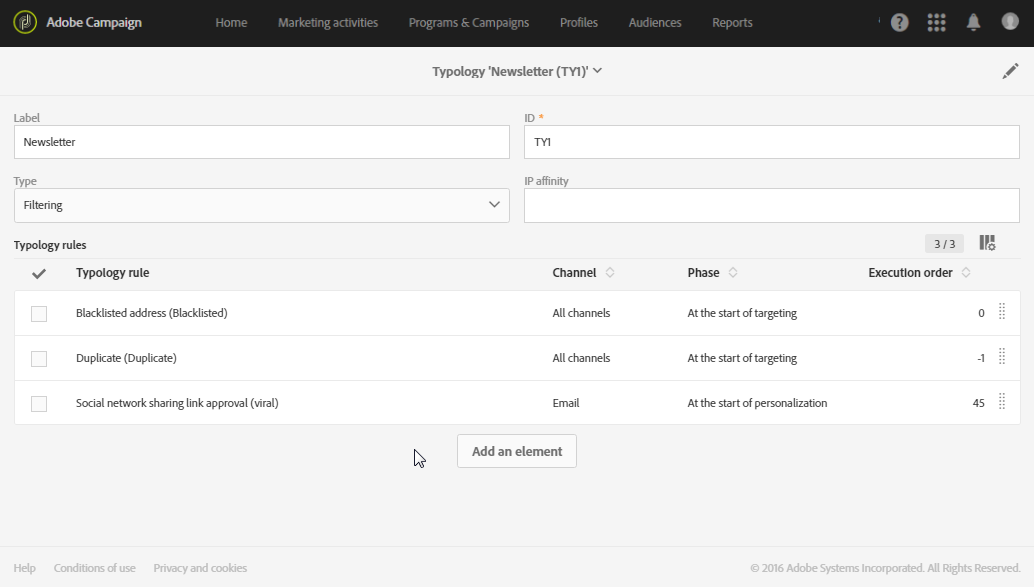 Adobe Campaign Home Marketing activities Programs & Campaigns Profiles Audiences Reports ?
Typology 'Newsletter (TY1)'
Label ID *
Newsletter TY1
Type IP affinity
Filtering
Typology rules 3 / 3
Typology rule Channel Phase Execution order
Blacklisted address (Blacklisted) All channels At the start of targeting 0
Duplicate (Duplicate) All channels At the start of targeting -1
Social network sharing link approval (viral) Email At the start of personalization 45
Add an element
Help Conditions of use Privacy and cookies © 2016 Adobe Systems Incorporated. All Rights Reserved.